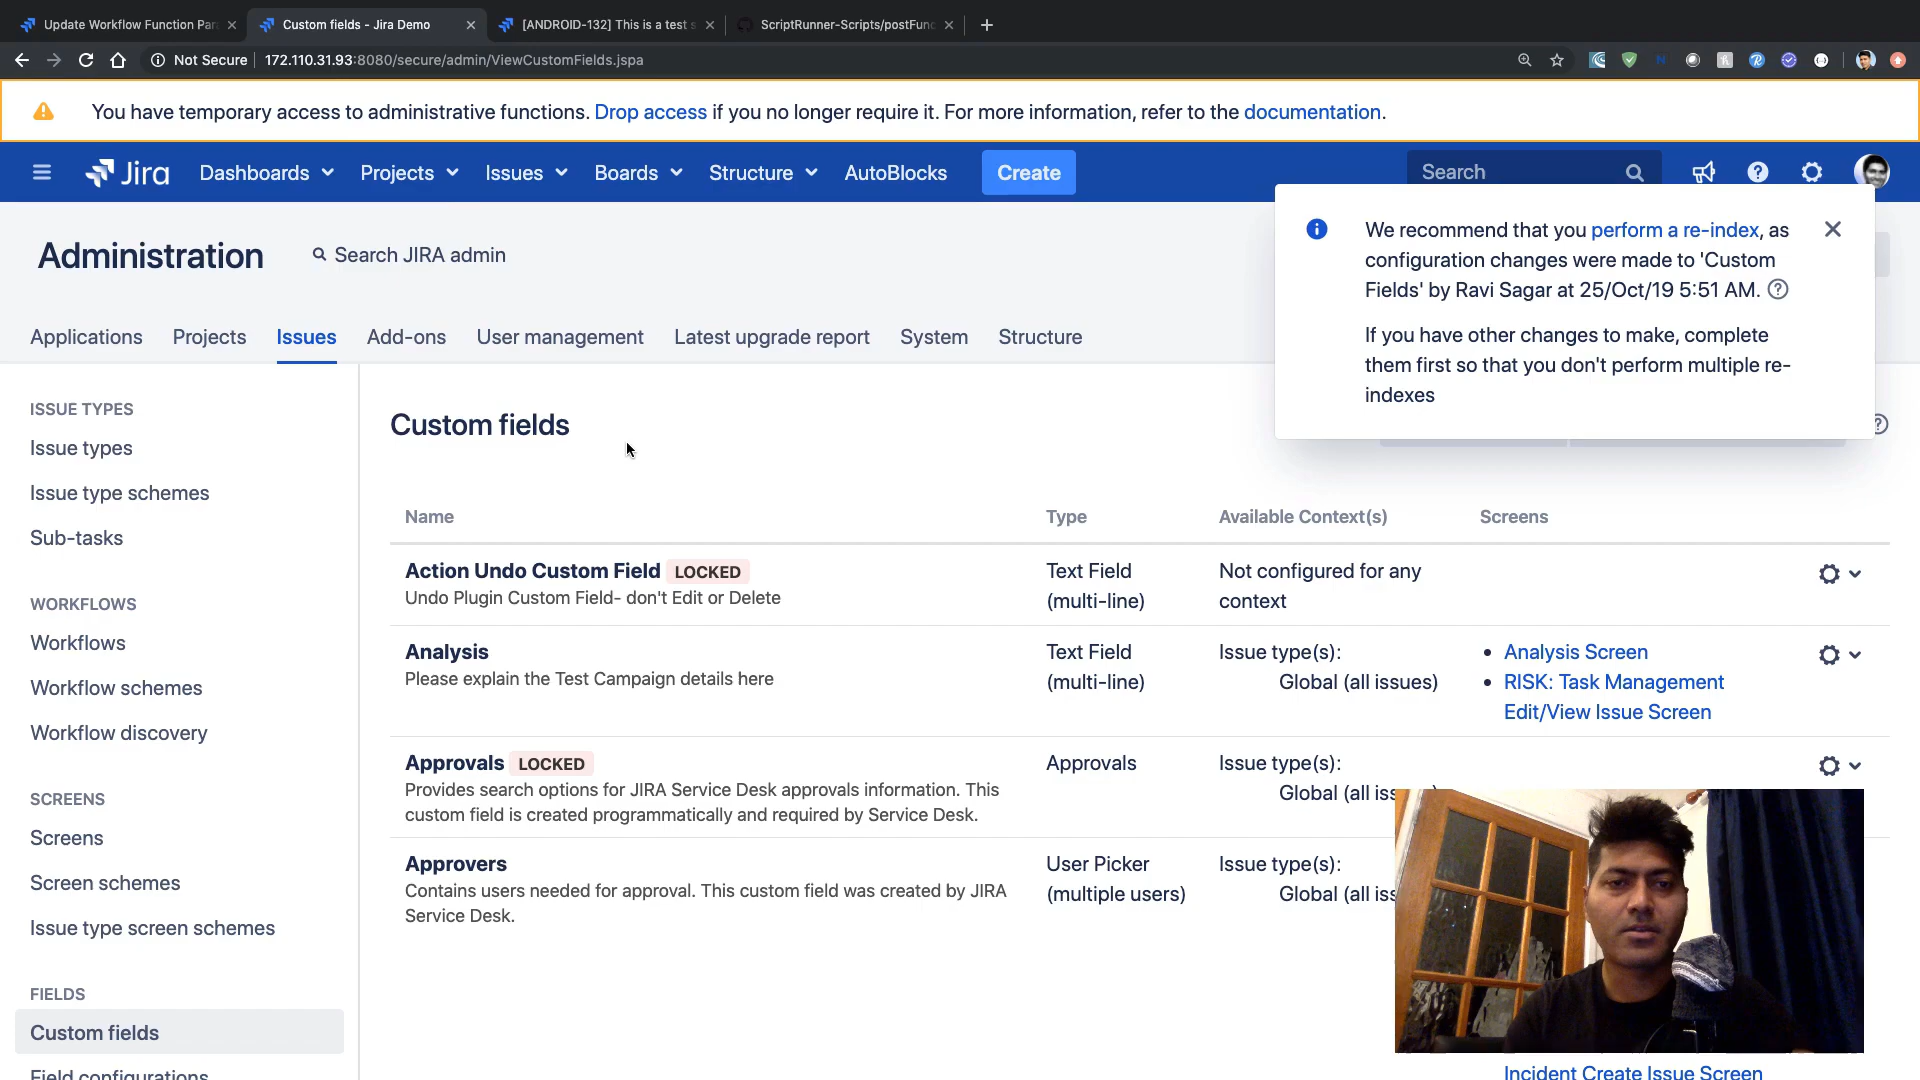 Update Workflow Function Par
Custom fields - Jira Demo
[ANDROID-132] This is a test s
ScriptRunner-Scripts/postFunc
Not Secure
172.110.31.93:8080/secure/admin/ViewCustomFields.jspa
You have temporary access to administrative functions. Drop access if you no longer require it. For more information, refer to the documentation.
Jira
Dashboards
Projects
Issues
Boards
Structure
AutoBlocks
Create
Search
Administration
Search JIRA admin
We recommend that you perform a re-index, as
configuration changes were made to 'Custom
Fields' by Ravi Sagar at 25/Oct/19 5:51 AM.
If you have other changes to make, complete
them first so that you don't perform multiple re-
indexes
Applications
Projects
Issues
Add-ons
User management
Latest upgrade report
System
Structure
ISSUE TYPES
Issue types
Issue type schemes
Sub-tasks
WORKFLOWS
Workflows
Workflow schemes
Workflow discovery
SCREENS
Screens
Screen schemes
Issue type screen schemes
FIELDS
Custom fields
Field configurations
Custom fields
Name
Type
Available Context(s)
Screens
Action Undo Custom Field LOCKED
Undo Plugin Custom Field- don't Edit or Delete
Text Field
(multi-line)
Not configured for any
context
Analysis
Please explain the Test Campaign details here
Text Field
(multi-line)
Issue type(s):
Global (all issues)
Analysis Screen
RISK: Task Management
Edit/View Issue Screen
Approvals LOCKED
Provides search options for JIRA Service Desk approvals information. This
custom field is created programmatically and required by Service Desk.
Approvals
Issue type(s):
Global (all iss
Approvers
Contains users needed for approval. This custom field was created by JIRA
Service Desk.
User Picker
(multiple users)
Issue type(s):
Global (all iss
Incident Create Issue Screen